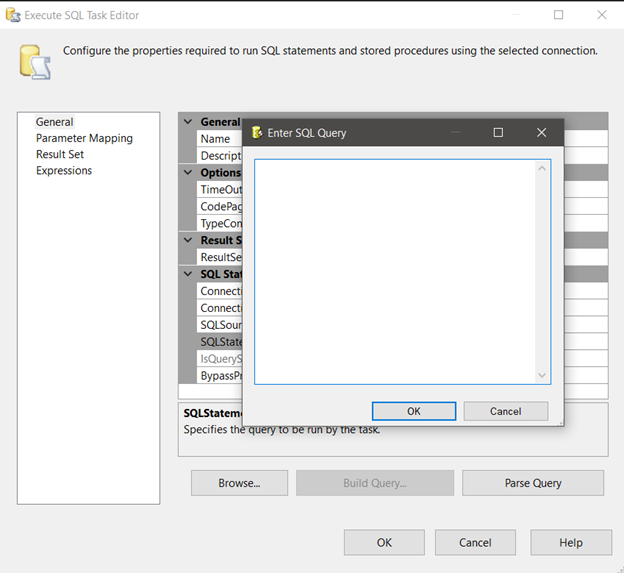 Execute SQL Task Editor
Configure the properties required to run SQL statements and stored procedures using the selected connection.
General
Parameter Mapping
Result Set
Expressions
General
Name
Descript
Options
TimeOut
CodePag
TypeCon
Result S
ResultSe
SQL Stat
Connecti
Connecti
SQLSour
SQLState
IsQueryS
BypassPr
Enter SQL Query
OK
Cancel
SQLStateme
Specifies the query to be run by the task.
Browse...
Build Query...
Parse Query
OK
Cancel
Help